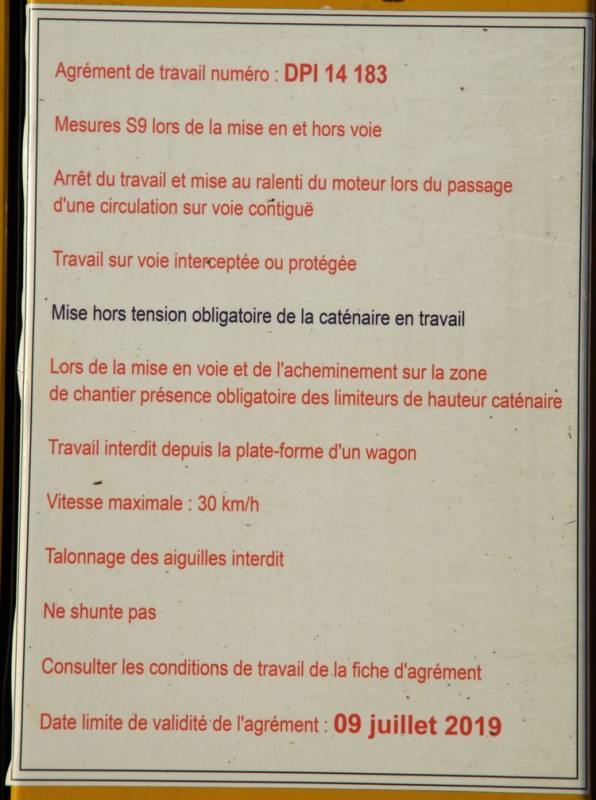 Agrément de travail numéro : DPI 14 183
Mesures S9 lors de la mise en et hors voie
Arrêt du travail et mise au ralenti du moteur lors du passage
d'une circulation sur voie contiguë
Travail sur voie interceptée ou protégée
Mise hors tension obligatoire de la caténaire en travail
Lors de la mise en voie et de l'acheminement sur la zone
de chantier présence obligatoire des limiteurs de hauteur caténaire
Travail interdit depuis la plate-forme d'un wagon
Vitesse maximale : 30 km/h
Talonnage des aiguilles interdit
Ne shunte pas
Consulter les conditions de travail de la fiche d'agrément
Date limite de validité de l'agrément : 09 juillet 2019